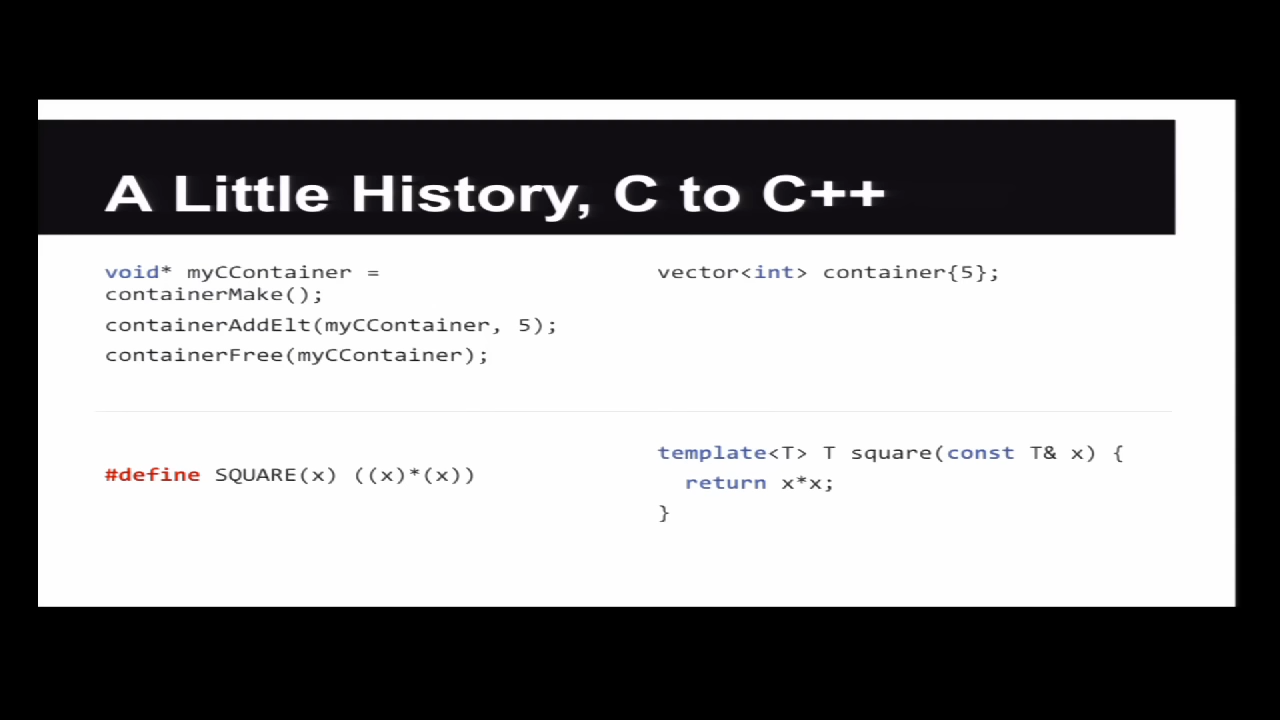 A Little History, C to C++
void* myCContainer =
containerMake();
containerAddElt(myCContainer, 5);
containerFree(myCContainer);
vector<int> container{5};
#define SQUARE(x) ((x)*(x))
template<T> T square(const T& x) {
return x*x;
}